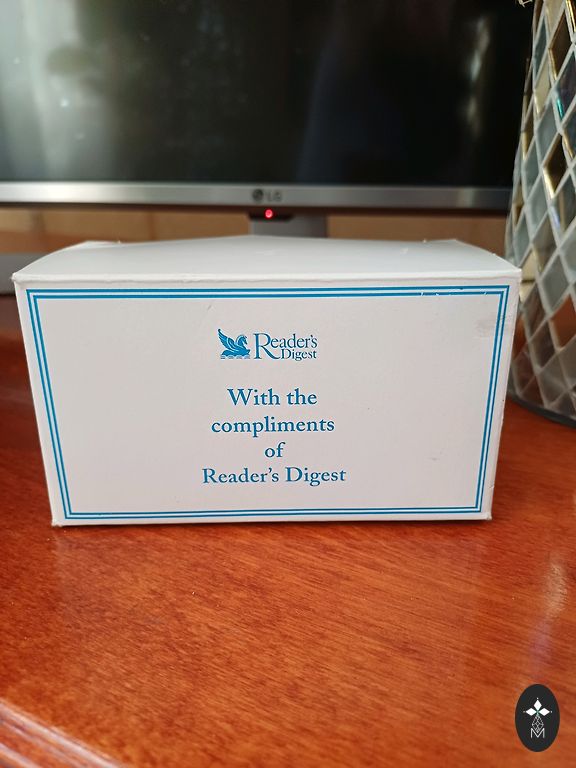 LG
Reader's
Digest
With the
compliments
of
Reader's Digest
M